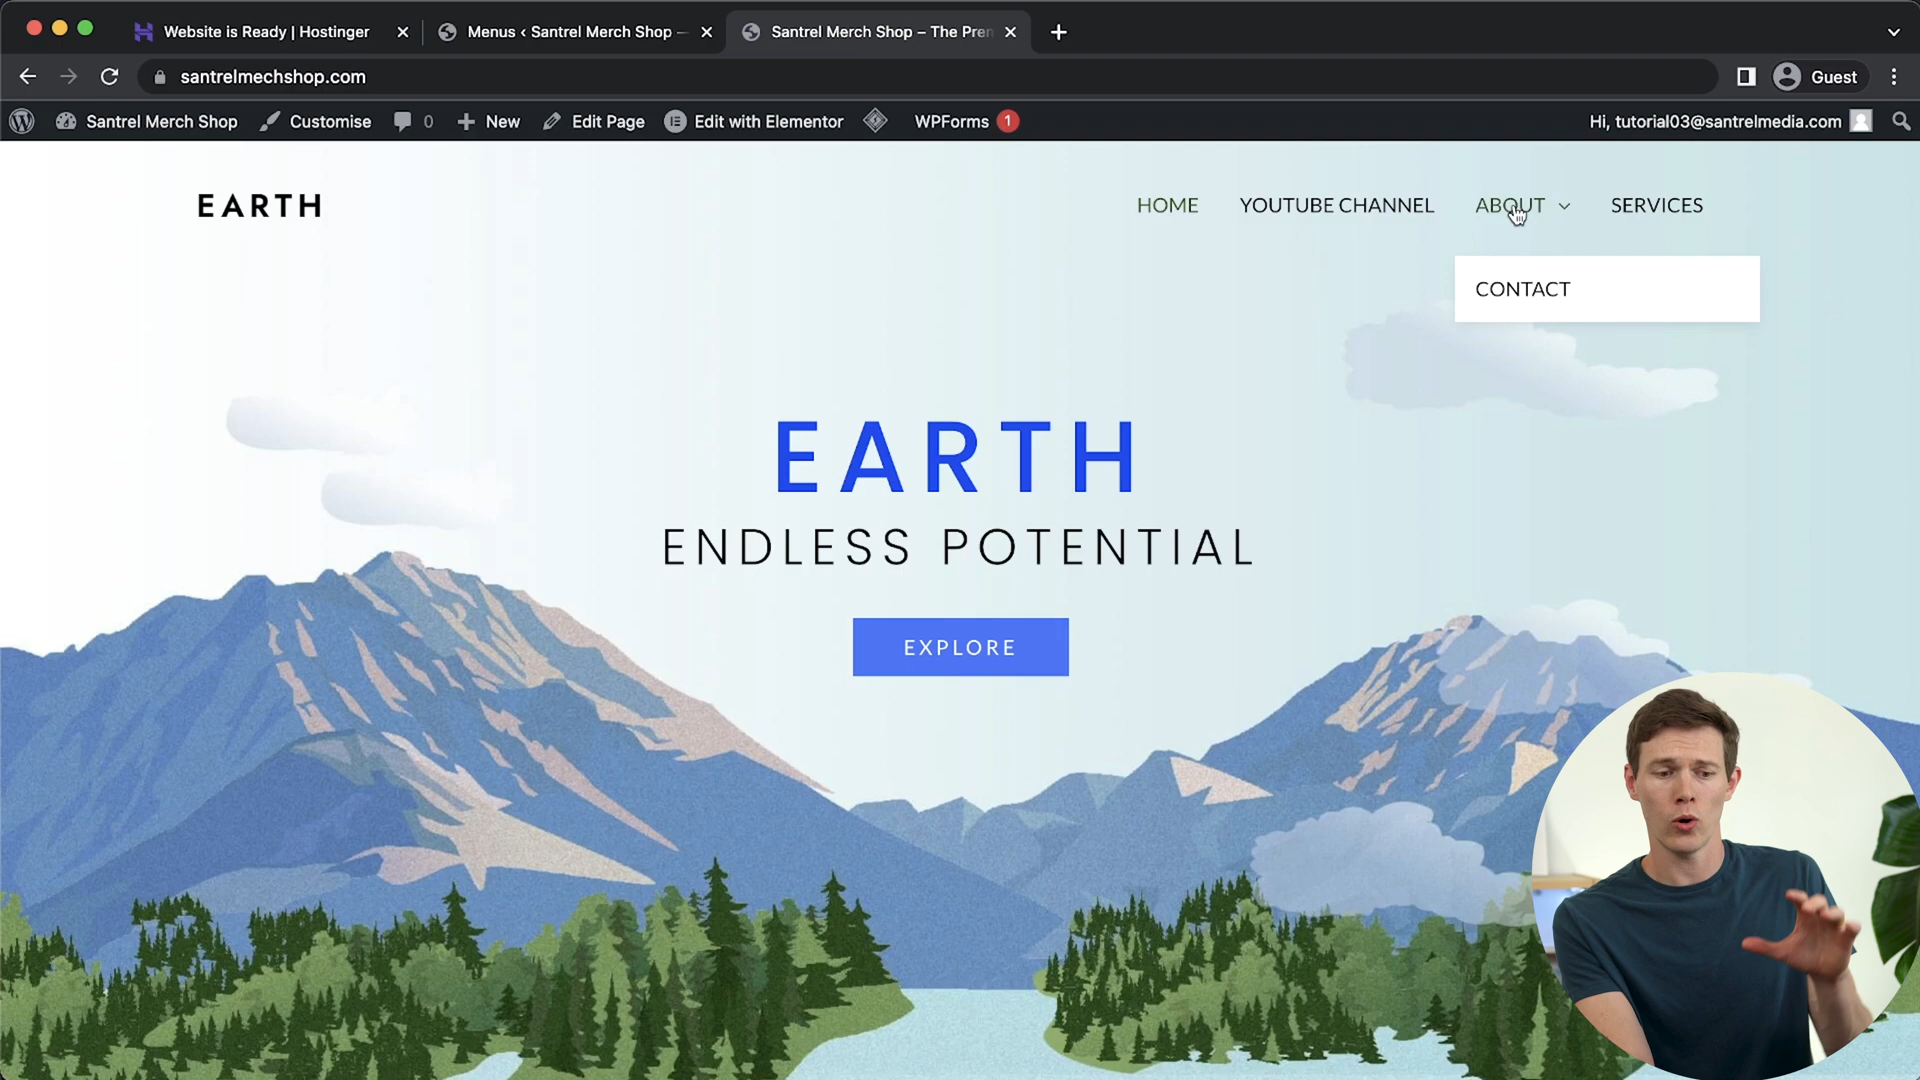 Website is Ready | Hostinger
Menus ‹ Santrel Merch Shop —
Santrel Merch Shop – The Pren
santrelmechshop.com
Guest
Santrel Merch Shop
Customise
0
New
Edit Page
Edit with Elementor
WPForms 1
Hi, tutorial03@santrelmedia.com
EARTH
HOME
YOUTUBE CHANNEL
ABOUT
SERVICES
CONTACT
EARTH
ENDLESS POTENTIAL
EXPLORE